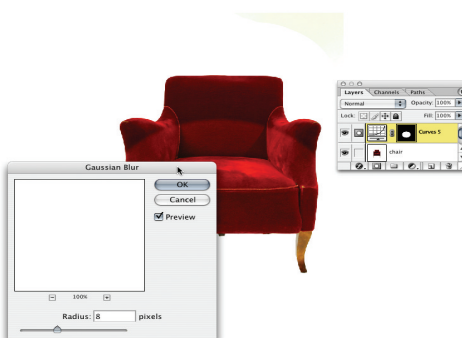 Layers Channels Paths
Normal Opacity: 100%
Lock: Fill: 100%
Curves 5
chair
Gaussian Blur
OK
Cancel
Preview
100%
Radius: 8 pixels